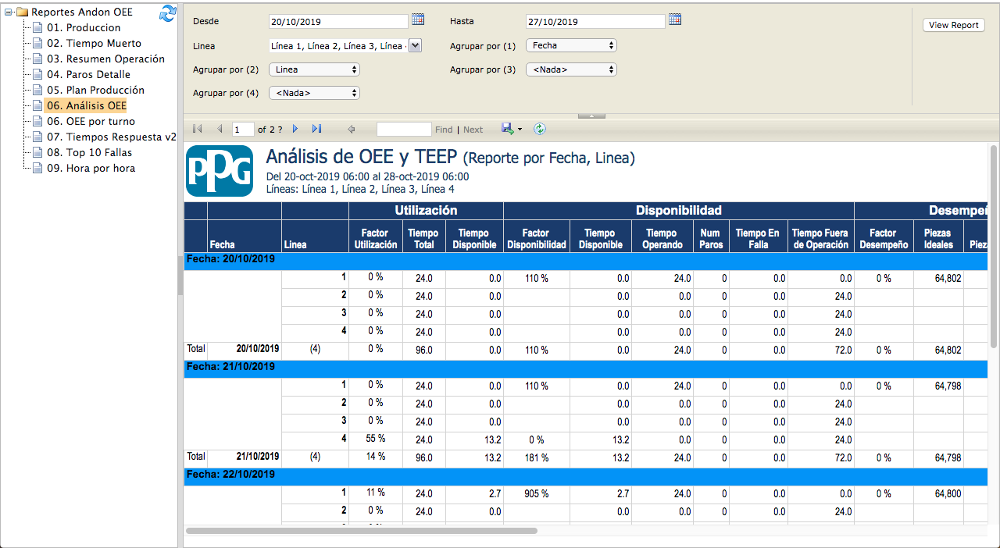 Reportes Andon OEE
01. Produccion
02. Tiempo Muerto
03. Resumen Operación
04. Paros Detalle
05. Plan Producción
06. Análisis OEE
06. OEE por turno
07. Tiempos Respuesta v2
08. Top 10 Fallas
09. Hora por hora
Desde 20/10/2019 Hasta 27/10/2019 View Report
Linea Línea 1, Línea 2, Línea 3, Línea Agrupar por (1) Fecha
Agrupar por (2) Linea Agrupar por (3) <Nada>
Agrupar por (4) <Nada>
1 of 2 ? Find | Next
PPG
Análisis de OEE y TEEP (Reporte por Fecha, Linea)
Del 20-oct-2019 06:00 al 28-oct-2019 06:00
Líneas: Línea 1, Línea 2, Línea 3, Línea 4
Utilización Disponibilidad Desempeñ
Fecha Linea Factor Utilización Tiempo Total Tiempo Disponible Factor Disponibilidad Tiempo Disponible Tiempo Operando Num Paros Tiempo En Falla Tiempo Fuera de Operación Factor Desempeño Piezas Ideales Piez
Fecha: 20/10/2019
1 0 % 24.0 0.0 110 % 0.0 24.0 0 0.0 0.0 0 % 64,802
2 0 % 24.0 0.0 0.0 0.0 0 0.0 24.0
3 0 % 24.0 0.0 0.0 0.0 0 0.0 24.0
4 0 % 24.0 0.0 0.0 0.0 0 0.0 24.0
Total 20/10/2019 (4) 0 % 96.0 0.0 110 % 0.0 24.0 0 0.0 72.0 0 % 64,802
Fecha: 21/10/2019
1 0 % 24.0 0.0 110 % 0.0 24.0 0 0.0 0.0 0 % 64,798
2 0 % 24.0 0.0 0.0 0.0 0 0.0 24.0
3 0 % 24.0 0.0 0.0 0.0 0 0.0 24.0
4 55 % 24.0 13.2 0 % 13.2 0.0 0 0.0 24.0
Total 21/10/2019 (4) 14 % 96.0 13.2 181 % 13.2 24.0 0 0.0 72.0 0 % 64,798
Fecha: 22/10/2019
1 11 % 24.0 2.7 905 % 2.7 24.0 0 0.0 0.0 0 % 64,800
2 0 % 24.0 0.0 0.0 0.0 0 0.0 24.0